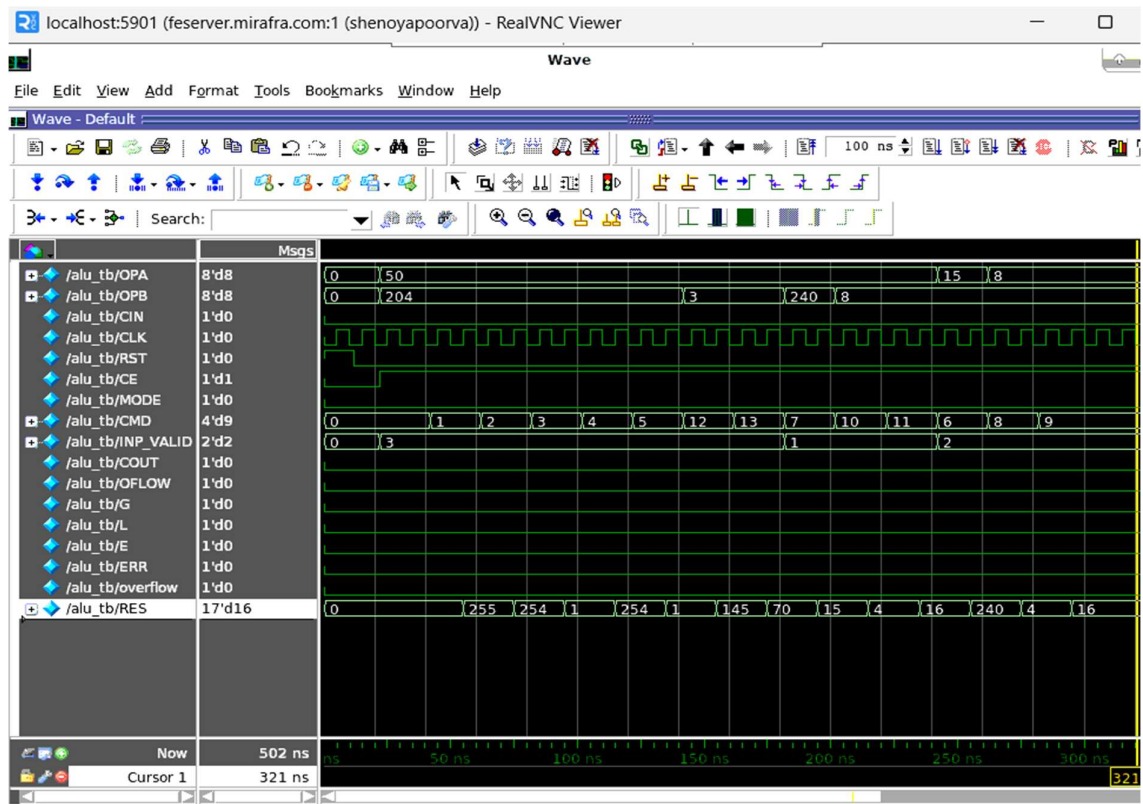 localhost:5901 (feserver.mirafra.com:1 (shenoyapoorva)) - RealVNC Viewer
Wave
File Edit View Add Format Tools Bookmarks Window Help
Wave - Default
100 ns
Search:
Msgs
/alu_tb/OPA 8'd8 0 50 15 8
/alu_tb/OPB 8'd8 0 204 3 240 8
/alu_tb/CIN 1'd0
/alu_tb/CLK 1'd0
/alu_tb/RST 1'd0
/alu_tb/CE 1'd1
/alu_tb/MODE 1'd0
/alu_tb/CMD 4'd9 0 1 2 3 4 5 12 13 7 10 11 6 8 9
/alu_tb/INP_VALID 2'd2 0 3 1 2
/alu_tb/COUT 1'd0
/alu_tb/OFLOW 1'd0
/alu_tb/G 1'd0
/alu_tb/L 1'd0
/alu_tb/E 1'd0
/alu_tb/ERR 1'd0
/alu_tb/overflow 1'd0
/alu_tb/RES 17'd16 0 255 254 1 254 1 145 70 15 4 16 240 4 16
Now 502 ns ns 50 ns 100 ns 150 ns 200 ns 250 ns 300 ns
Cursor 1 321 ns 321